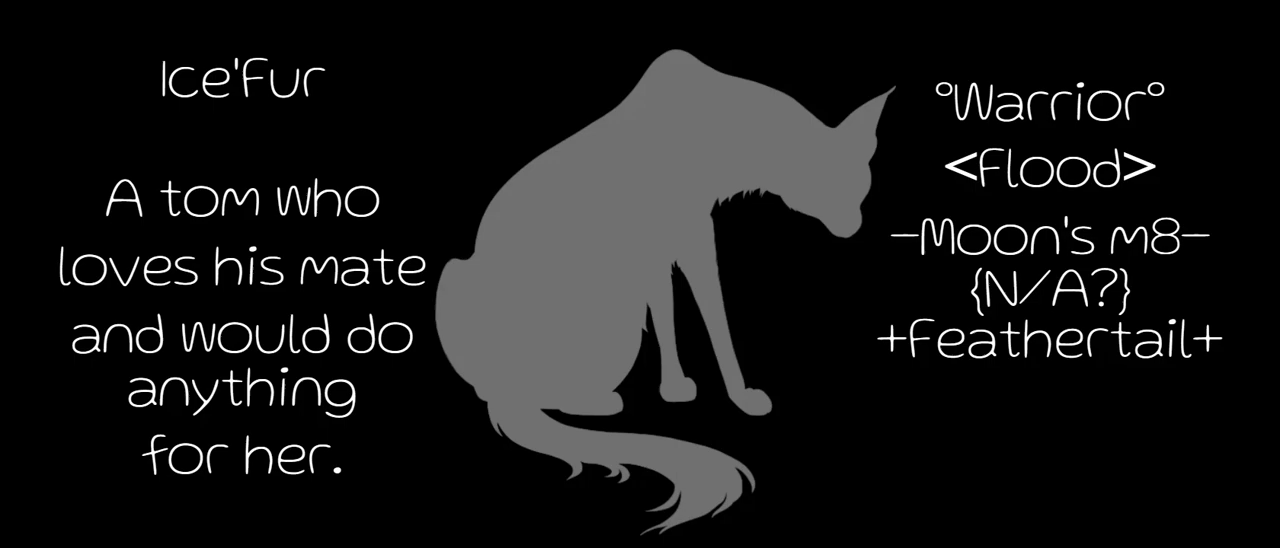 Ice'Fur
A tom who
loves his mate
and would do
anything
for her.
°Warrior°
<Flood>
-Moon's m8-
{N/A?}
+Feathertail+